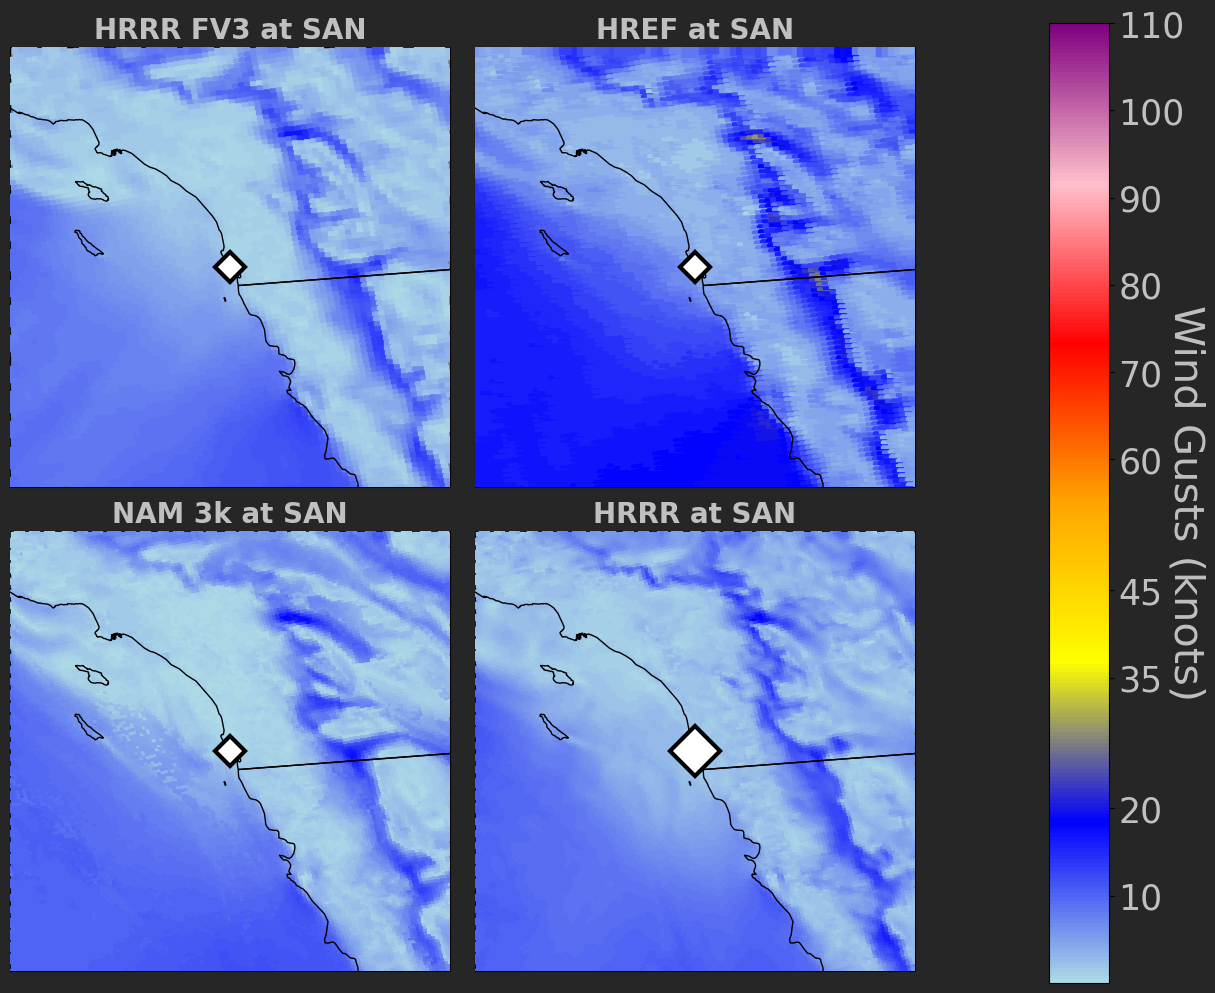 HRRR FV3 at SAN
HREF at SAN
NAM 3k at SAN
HRRR at SAN
110
100
90
80
70
60
45
35
20
10
Wind Gusts (knots)